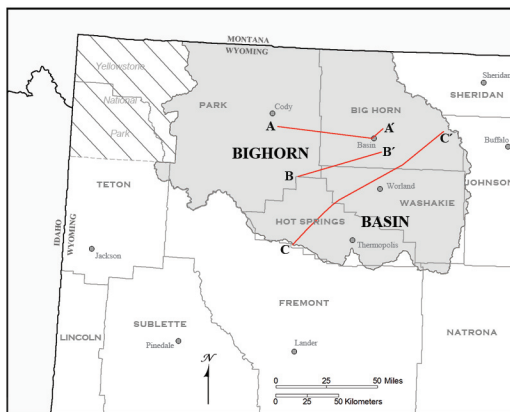 MONTANA
WYOMING
Yellowstone
National
Park
PARK
Cody
A
BIG HORN
A´
Basin
Sheridan
SHERIDAN
C´
Buffalo
BIGHORN
B´
B
JOHNSON
TETON
Worland
WASHAKIE
HOT SPRINGS
BASIN
IDAHO
WYOMING
Jackson
C
Thermopolis
FREMONT
LINCOLN
SUBLETTE
Pinedale
Lander
NATRONA
N
0 25 50 Miles
0 25 50 Kilometers